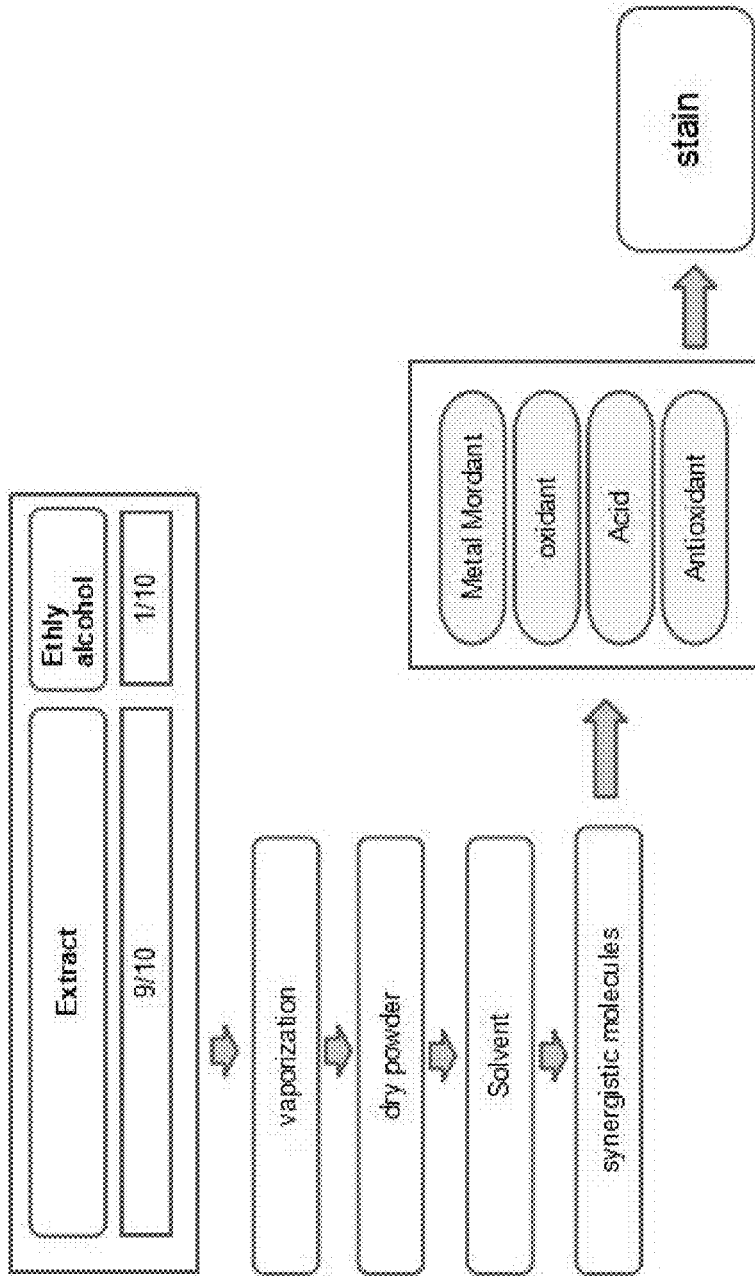 Extract
Ethly
alcohol
9/10
1/10
vaporization
dry powder
Solvent
synergistic molecules
Metal Mordant
oxidant
Acid
Antioxidant
stain